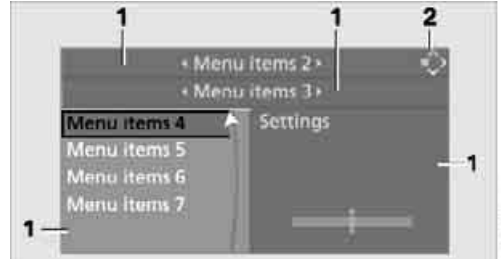 1 1 2
‹ Menu items 2 ›
‹ Menu items 3 ›
Menu items 4 Settings
Menu items 5
Menu items 6 1
Menu items 7
1